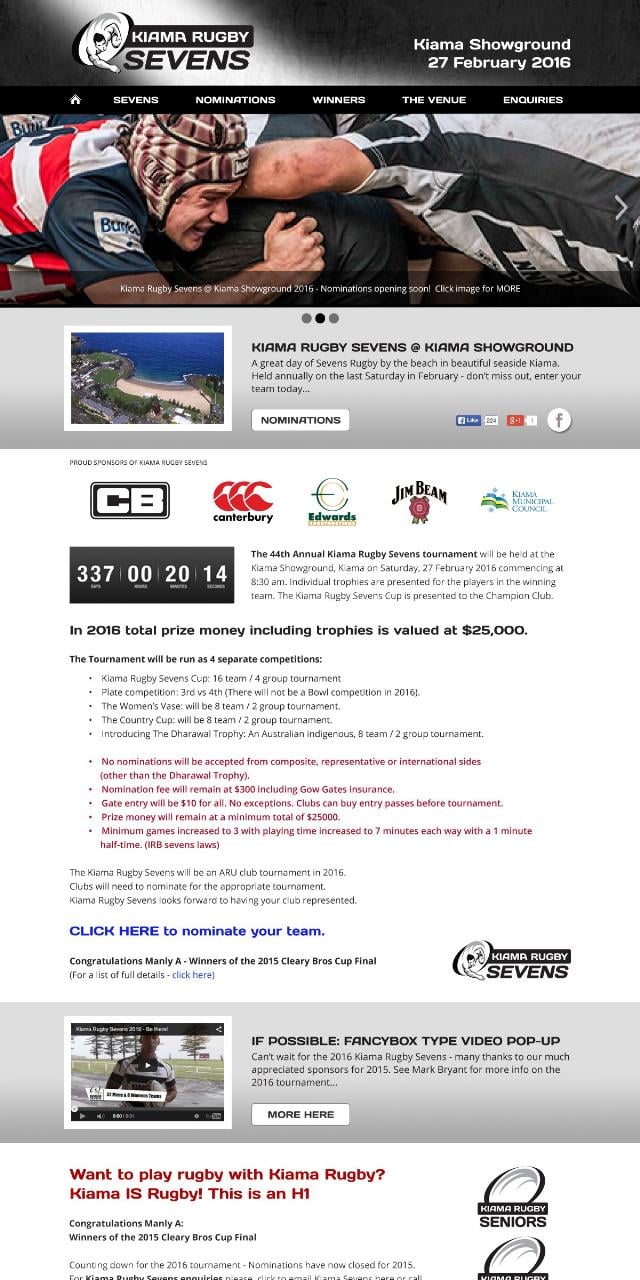 KIAMA RUGBY
SEVENS
Kiama Showground
27 February 2016
SEVENS NOMINATIONS WINNERS THE VENUE ENQUIRIES
Kiama Rugby Sevens @ Kiama Showground 2016 - Nominations opening soon! Click image for MORE
KIAMA RUGBY SEVENS @ KIAMA SHOWGROUND
A great day of Sevens Rugby by the beach in beautiful seaside Kiama.
Held annually on the last Saturday in February - don't miss out, enter your
team today...
NOMINATIONS
Like 224 +1 1
PROUD SPONSORS OF KIAMA RUGBY SEVENS
CB
canterbury
Edwards
JIM BEAM
KIAMA
MUNICIPAL
COUNCIL
337 00 20 14
DAYS HOURS MINUTES SECONDS
The 44th Annual Kiama Rugby Sevens tournament will be held at the
Kiama Showground, Kiama on Saturday, 27 February 2016 commencing at
8:30 am. Individual trophies are presented for the players in the winning
team. The Kiama Rugby Sevens Cup is presented to the Champion Club.
In 2016 total prize money including trophies is valued at $25,000.
The Tournament will be run as 4 separate competitions:
• Kiama Rugby Sevens Cup: 16 team / 4 group tournament
• Plate competition: 3rd vs 4th (There will not be a Bowl competition in 2016).
• The Women's Vase: will be 8 team / 2 group tournament.
• The Country Cup: will be 8 team / 2 group tournament.
• Introducing The Dharawal Trophy: An Australian indigenous, 8 team / 2 group tournament.
• No nominations will be accepted from composite, representative or international sides
(other than the Dharawal Trophy).
• Nomination fee will remain at $300 including Gow Gates insurance.
• Gate entry will be $10 for all. No exceptions. Clubs can buy entry passes before tournament.
• Prize money will remain at a minimum total of $25000.
• Minimum games increased to 3 with playing time increased to 7 minutes each way with a 1 minute
half-time. (IRB sevens laws)
The Kiama Rugby Sevens will be an ARU club tournament in 2016.
Clubs will need to nominate for the appropriate tournament.
Kiama Rugby Sevens looks forward to having your club represented.
CLICK HERE to nominate your team.
Congratulations Manly A - Winners of the 2015 Cleary Bros Cup Final
(For a list of full details - click here)
KIAMA RUGBY
SEVENS
Kiama Rugby Sevens 2015 - Be there!
32 Mens & 8 Womens Teams
IF POSSIBLE: FANCYBOX TYPE VIDEO POP-UP
Can't wait for the 2016 Kiama Rugby Sevens - many thanks to our much
appreciated sponsors for 2015. See Mark Bryant for more info on the
2016 tournament...
MORE HERE
Want to play rugby with Kiama Rugby?
Kiama IS Rugby! This is an H1
KIAMA RUGBY
SENIORS
Congratulations Manly A:
Winners of the 2015 Cleary Bros Cup Final
Counting down for the 2016 tournament - Nominations have now closed for 2015.
For Kiama Rugby Sevens enquiries please click to email Kiama Sevens here or call